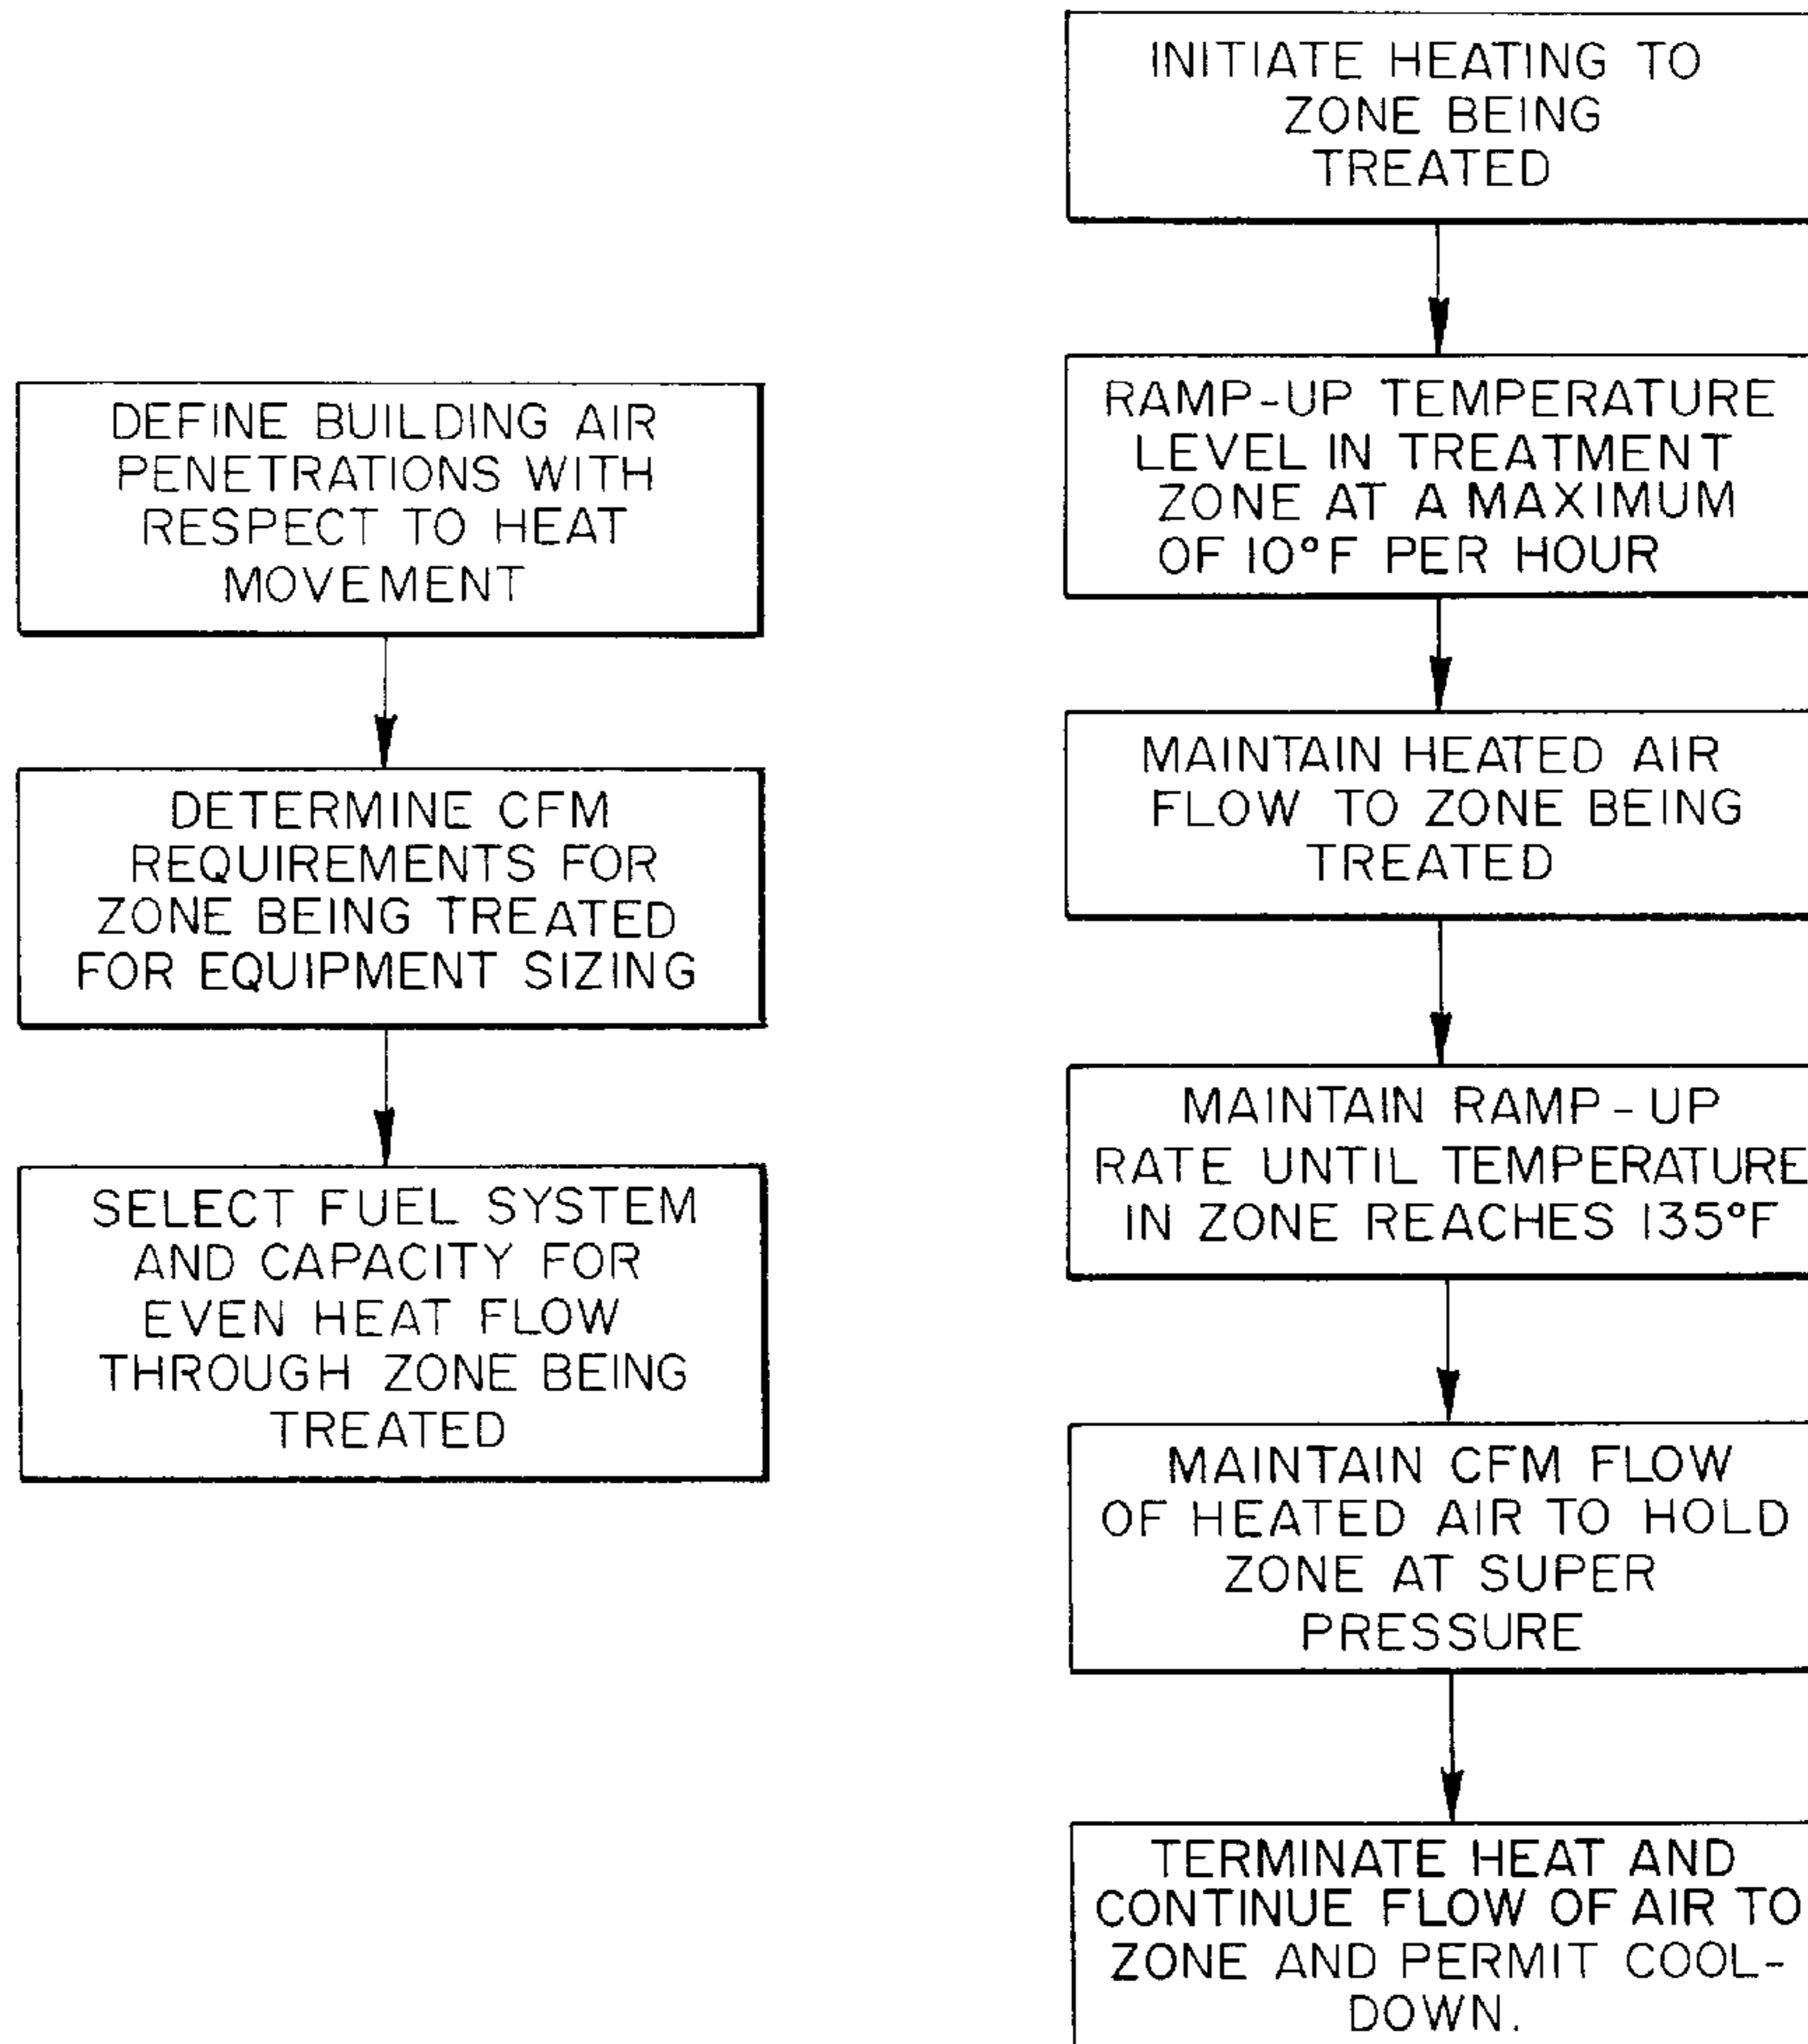 DEFINE BUILDING AIR
PENETRATIONS WITH
RESPECT TO HEAT
MOVEMENT
DETERMINE CFM
REQUIREMENTS FOR
ZONE BEING TREATED
FOR EQUIPMENT SIZING
SELECT FUEL SYSTEM
AND CAPACITY FOR
EVEN HEAT FLOW
THROUGH ZONE BEING
TREATED
INITIATE HEATING TO
ZONE BEING
TREATED
RAMP-UP TEMPERATURE
LEVEL IN TREATMENT
ZONE AT A MAXIMUM
OF 10°F PER HOUR
MAINTAIN HEATED AIR
FLOW TO ZONE BEING
TREATED
MAINTAIN RAMP-UP
RATE UNTIL TEMPERATURE
IN ZONE REACHES 135°F
MAINTAIN CFM FLOW
OF HEATED AIR TO HOLD
ZONE AT SUPER
PRESSURE
TERMINATE HEAT AND
CONTINUE FLOW OF AIR TO
ZONE AND PERMIT COOL-
DOWN.